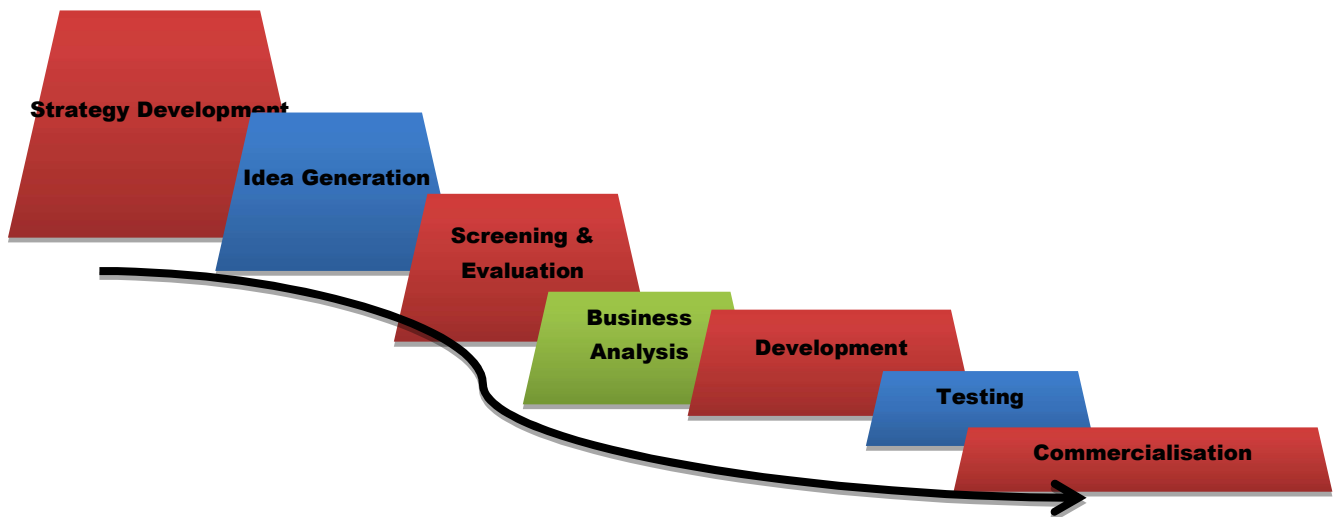 Strategy Development
Idea Generation
Screening &
Evaluation
Business
Analysis
Development
Testing
Commercialisation